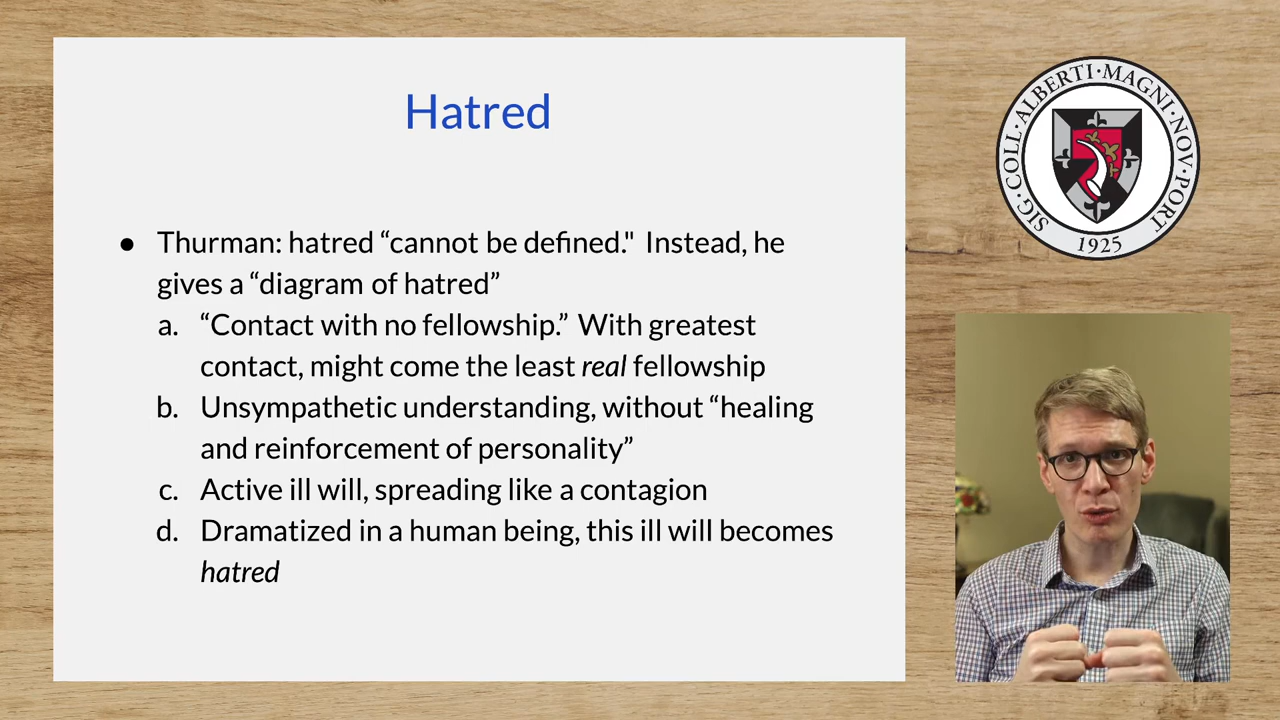 Hatred
● Thurman: hatred “cannot be defined." Instead, he
gives a “diagram of hatred”
a. “Contact with no fellowship.” With greatest
contact, might come the least real fellowship
b. Unsympathetic understanding, without “healing
and reinforcement of personality”
c. Active ill will, spreading like a contagion
d. Dramatized in a human being, this ill will becomes
hatred
SIG·COLL·ALBERTI·MAGNI·NOV·PORT
1925